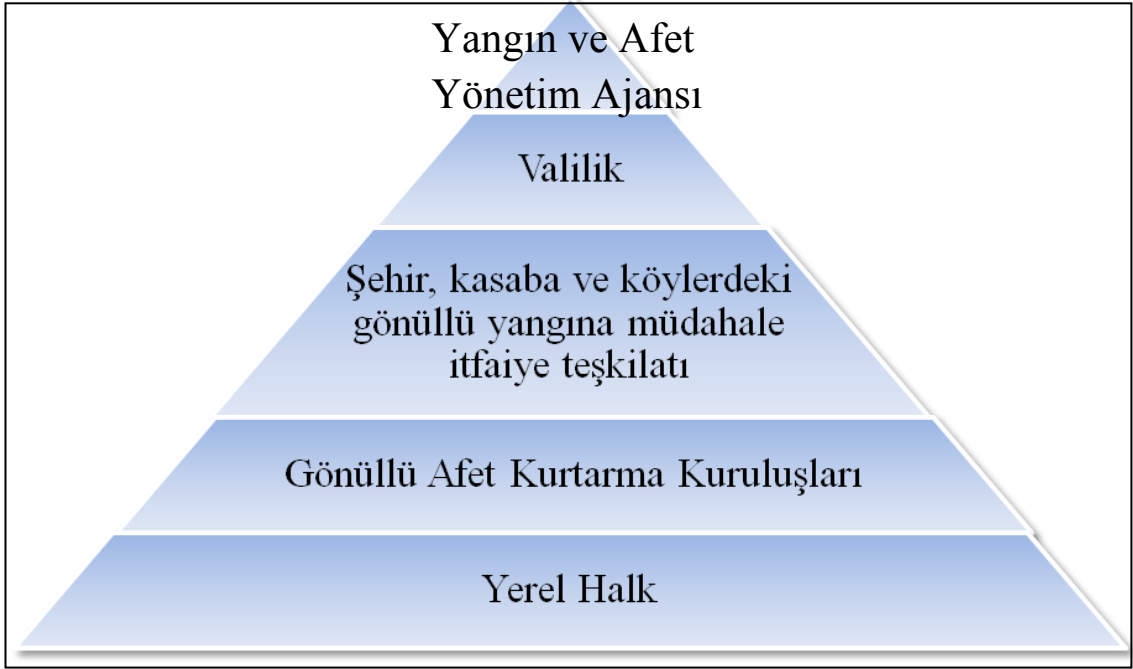 Yangın ve Afet
Yönetim Ajansı
Valilik
Şehir, kasaba ve köylerdeki
gönüllü yangına müdahale
itfaiye teşkilatı
Gönüllü Afet Kurtarma Kuruluşları
Yerel Halk